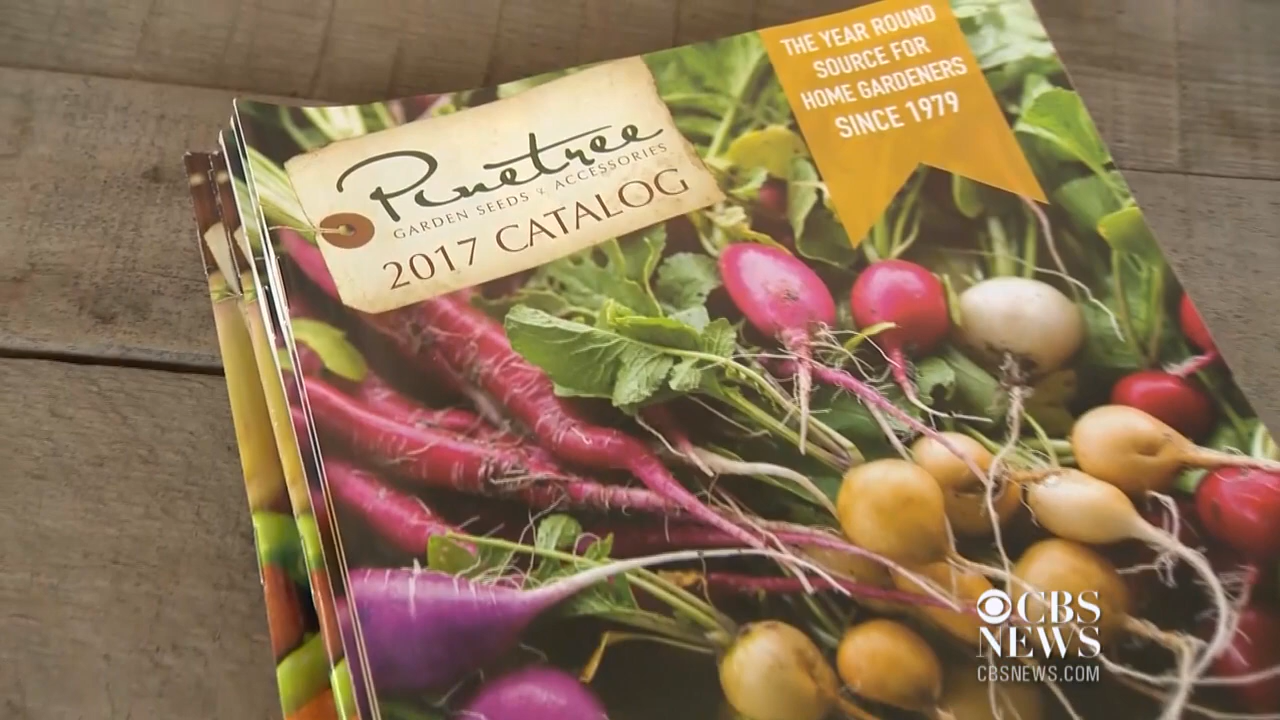 Pinetree
GARDEN SEEDS & ACCESSORIES
2017 CATALOG
THE YEAR ROUND
SOURCE FOR
HOME GARDENERS
SINCE 1979
CBS
NEWS
CBSNEWS.COM